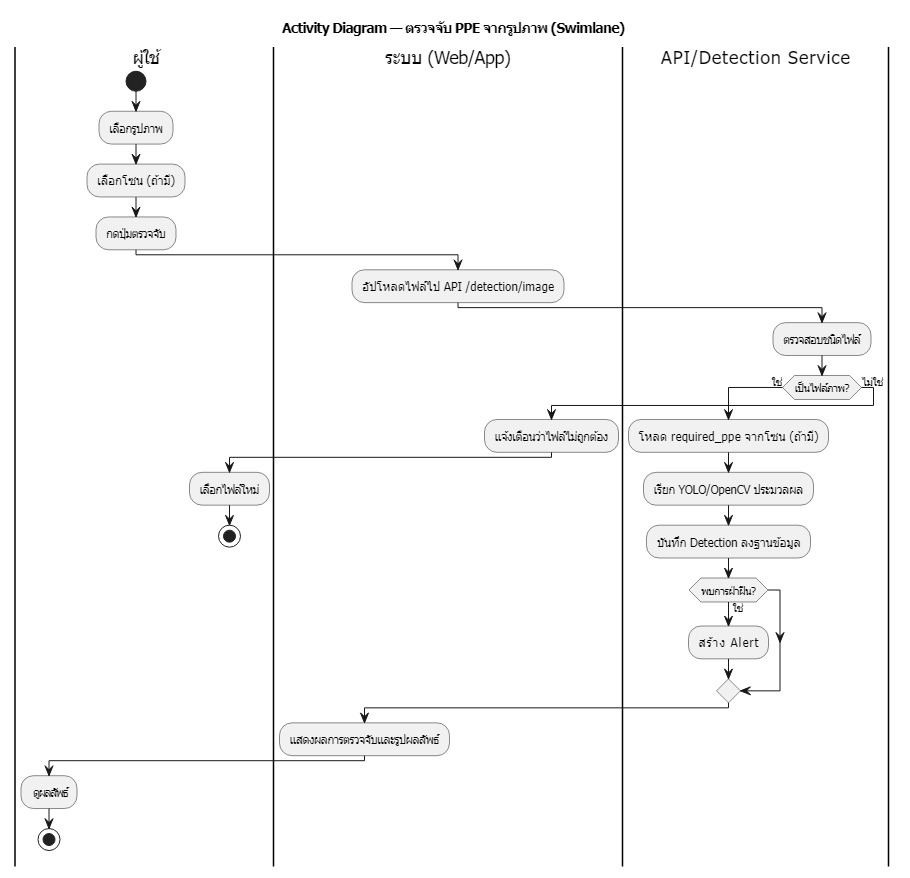 Activity Diagram — ตรวจจับ PPE จากรูปภาพ (Swimlane)
ผู้ใช้
ระบบ (Web/App)
API/Detection Service
เลือกรูปภาพ
เลือกโซน (ถ้ามี)
กดปุ่มตรวจจับ
อัปโหลดไฟล์ไป API /detection/image
ตรวจสอบชนิดไฟล์
ใช่
เป็นไฟล์ภาพ?
ไม่ใช่
แจ้งเตือนว่าไฟล์ไม่ถูกต้อง
โหลด required_ppe จากโซน (ถ้ามี)
เลือกไฟล์ใหม่
เรียก YOLO/OpenCV ประมวลผล
บันทึก Detection ลงฐานข้อมูล
พบการฝ่าฝืน?
ใช่
สร้าง Alert
แสดงผลการตรวจจับและรูปผลลัพธ์
ดูผลลัพธ์